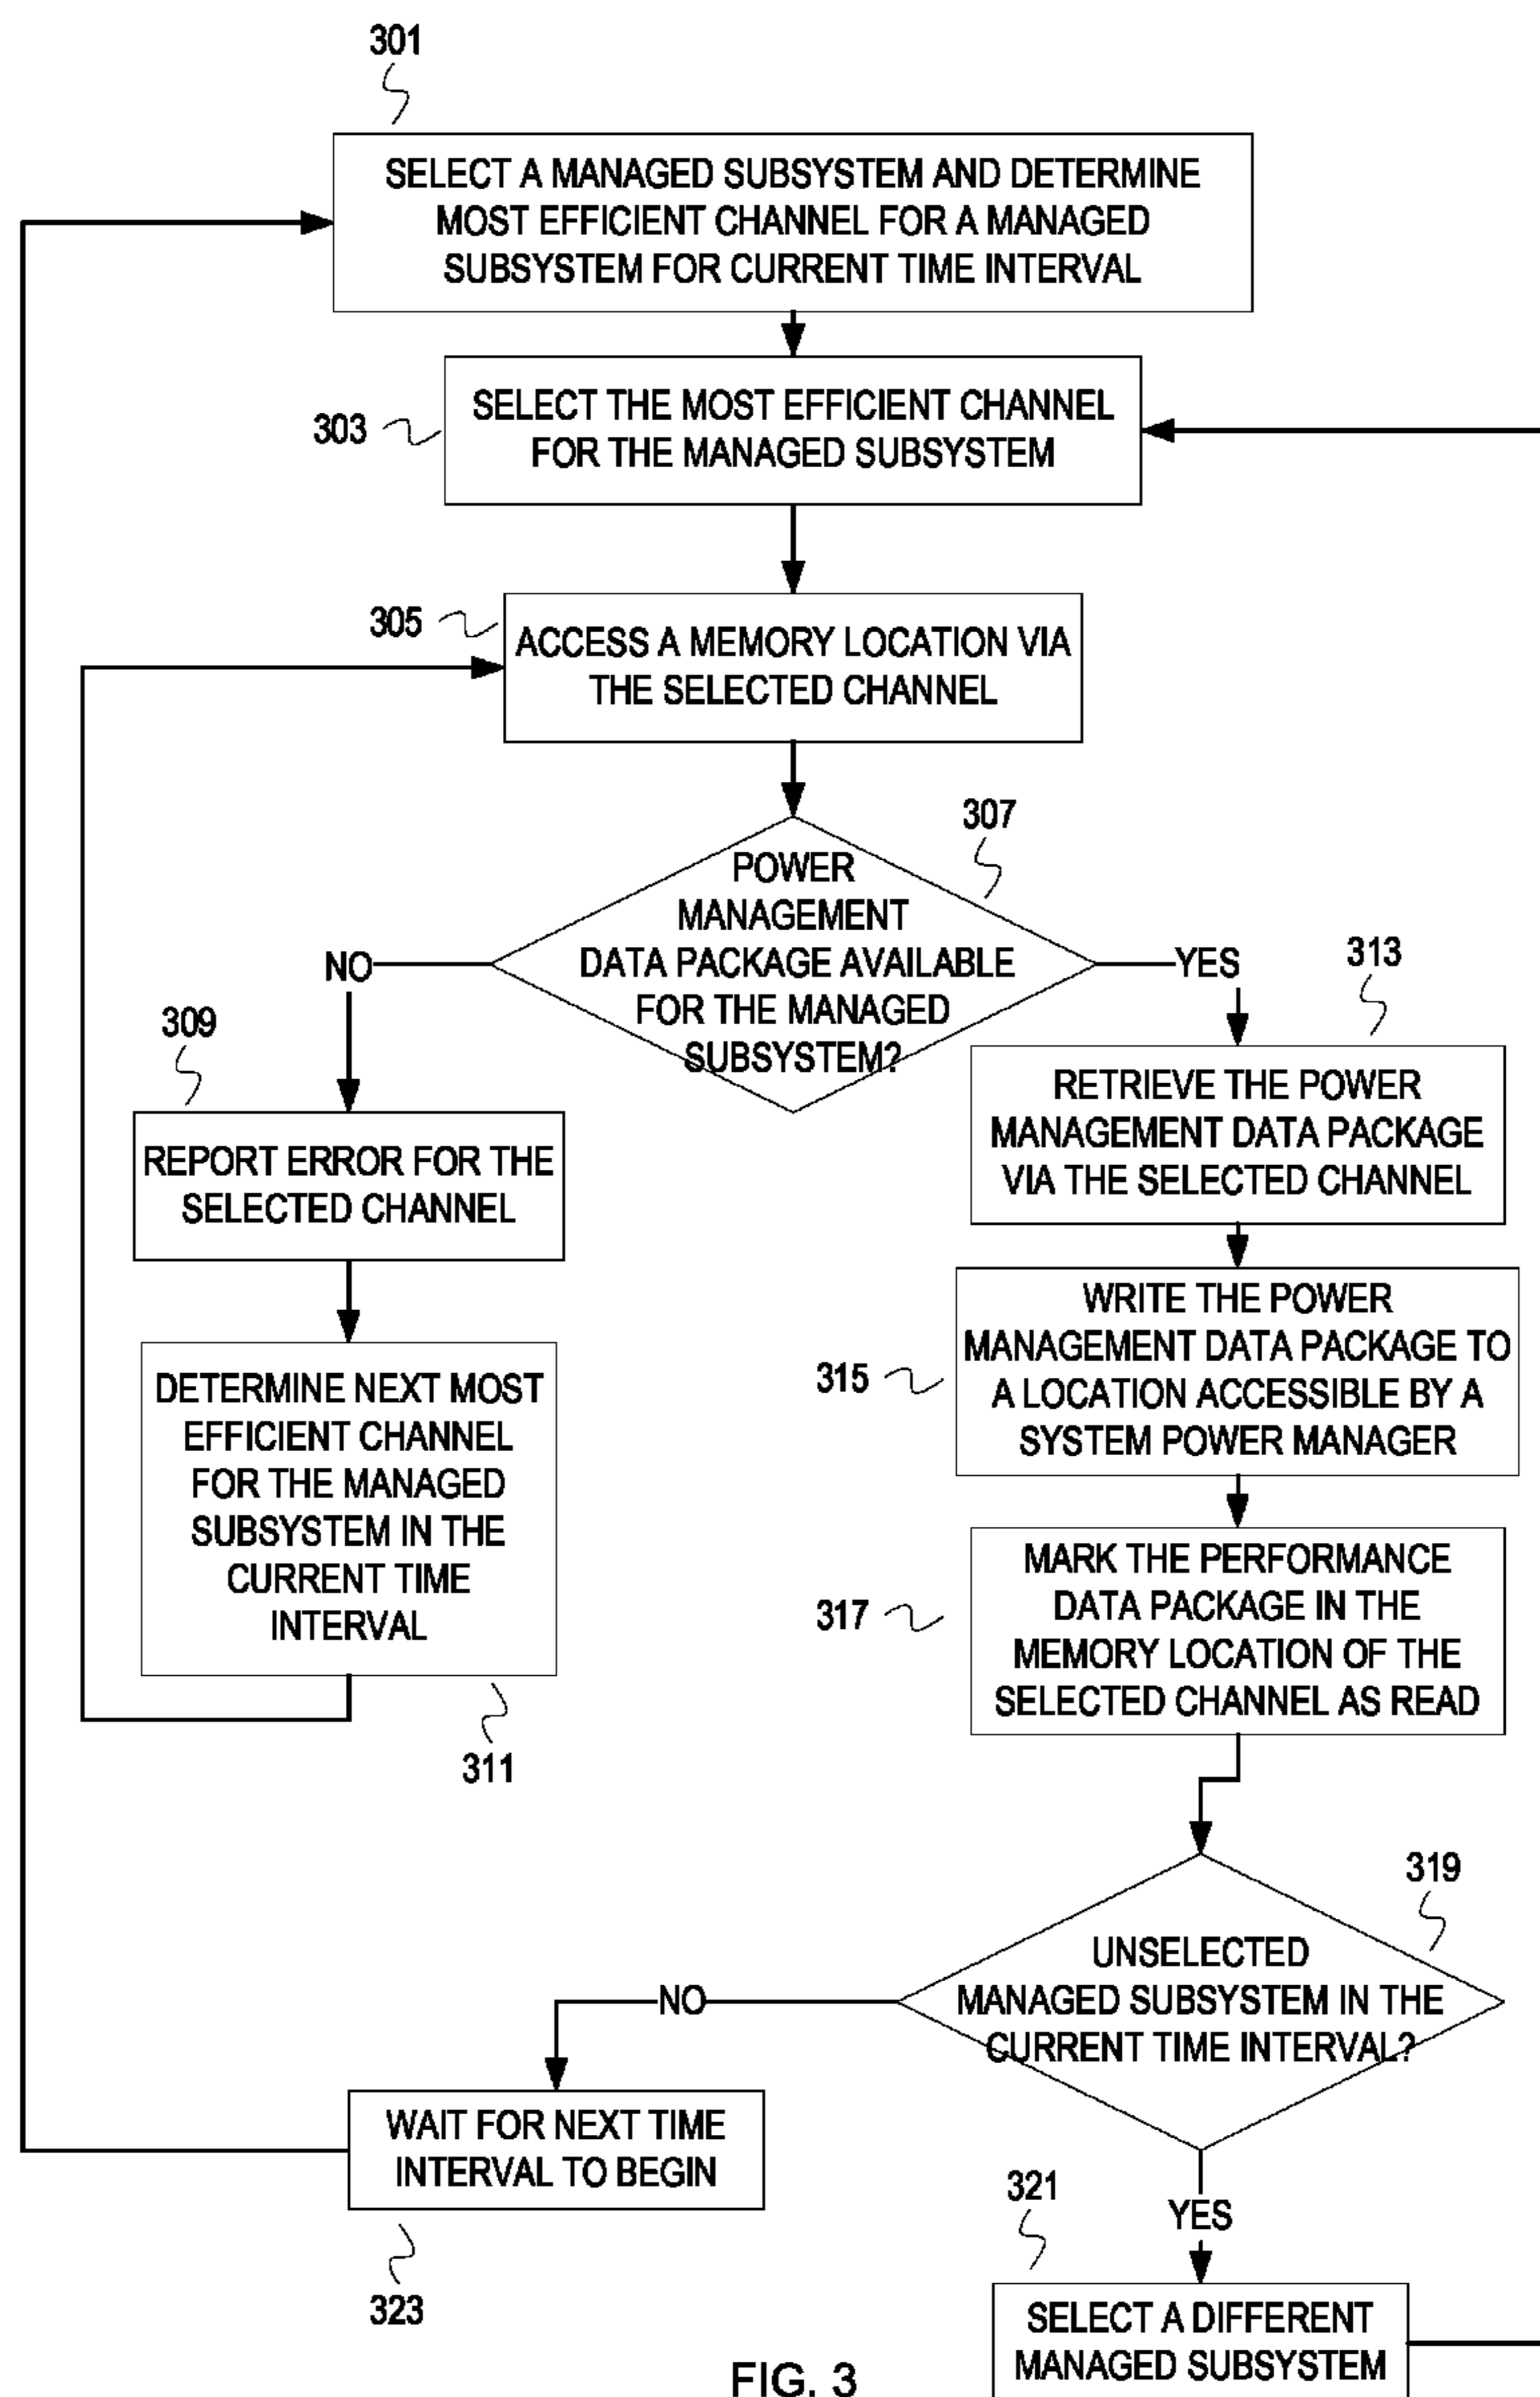 301
SELECT A MANAGED SUBSYSTEM AND DETERMINE
MOST EFFICIENT CHANNEL FOR A MANAGED
SUBSYSTEM FOR CURRENT TIME INTERVAL
303
SELECT THE MOST EFFICIENT CHANNEL
FOR THE MANAGED SUBSYSTEM
305
ACCESS A MEMORY LOCATION VIA
THE SELECTED CHANNEL
307
POWER
MANAGEMENT
DATA PACKAGE AVAILABLE
FOR THE MANAGED
SUBSYSTEM?
NO
YES
309
REPORT ERROR FOR THE
SELECTED CHANNEL
DETERMINE NEXT MOST
EFFICIENT CHANNEL
FOR THE MANAGED
SUBSYSTEM IN THE
CURRENT TIME
INTERVAL
311
313
RETRIEVE THE POWER
MANAGEMENT DATA PACKAGE
VIA THE SELECTED CHANNEL
315
WRITE THE POWER
MANAGEMENT DATA PACKAGE TO
A LOCATION ACCESSIBLE BY A
SYSTEM POWER MANAGER
317
MARK THE PERFORMANCE
DATA PACKAGE IN THE
MEMORY LOCATION OF THE
SELECTED CHANNEL AS READ
319
UNSELECTED
MANAGED SUBSYSTEM IN THE
CURRENT TIME INTERVAL?
NO
WAIT FOR NEXT TIME
INTERVAL TO BEGIN
323
YES
321
SELECT A DIFFERENT
MANAGED SUBSYSTEM
FIG. 3